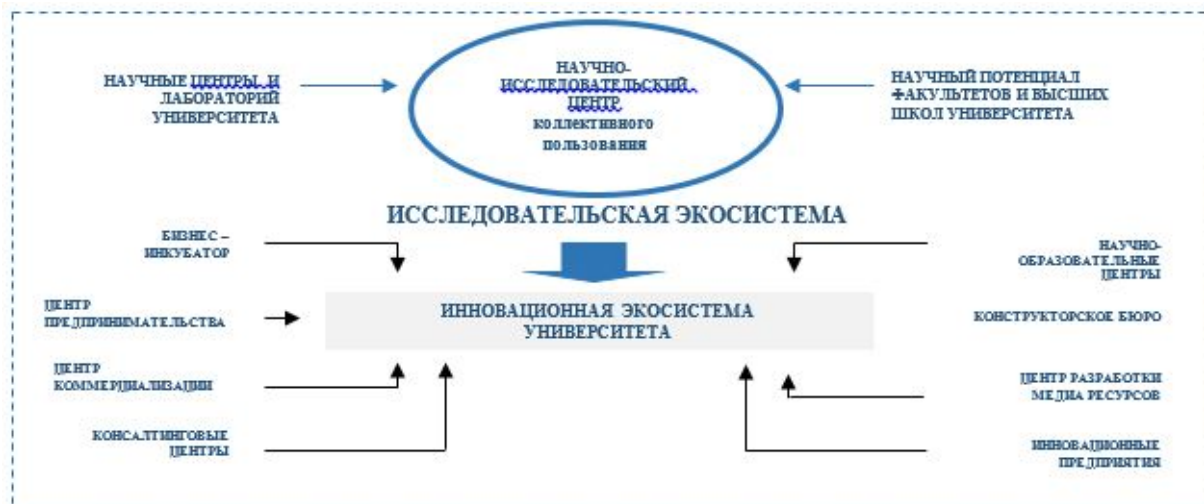 НАУЧНЫЕ ЦЕНТРЫ И
ЛАБОРАТОРИЙ
УНИВЕРСИТЕТА
НАУЧНО-
ИССЛЕДОВАТЕЛЬСКИЙ
ЦЕНТР
коллективного
пользования
НАУЧНЫЙ ПОТЕНЦИАЛ
ФАКУЛЬТЕТОВ И ВЫСШИХ
ШКОЛ УНИВЕРСИТЕТА
ИССЛЕДОВАТЕЛЬСКАЯ ЭКОСИСТЕМА
БИЗНЕС –
ИНКУБАТОР
НАУЧНО-
ОБРАЗОВАТЕЛЬНЫЕ
ЦЕНТРЫ
ЦЕНТР
ПРЕДПРИНИМАТЕЛЬСТВА
ИННОВАЦИОННАЯ ЭКОСИСТЕМА
УНИВЕРСИТЕТА
КОНСТРУКТОРСКОЕ БЮРО
ЦЕНТР
КОММЕРЦИАЛИЗАЦИИ
ЦЕНТР РАЗРАБОТКИ
МЕДИА РЕСУРСОВ
КОНСАЛТИНГОВЫЕ
ЦЕНТРЫ
ИННОВАЦИОННЫЕ
ПРЕДПРИЯТИЯ